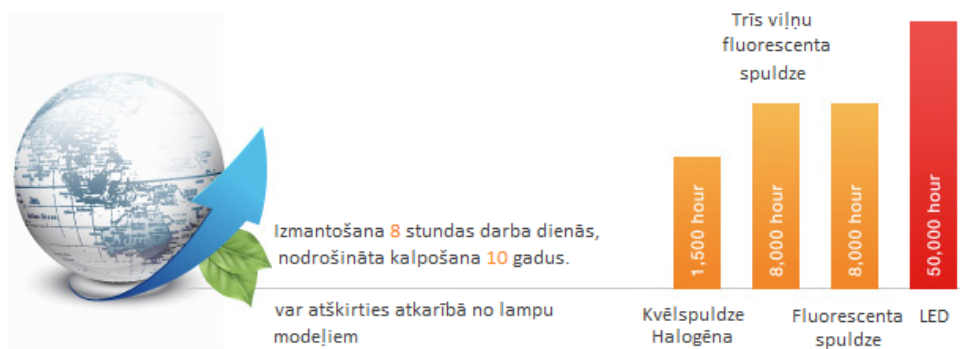 Trīs viļņu
fluorescenta
spuldze
1,500 hour
8,000 hour
8,000 hour
50,000 hour
Izmantošana 8 stundas darba dienās,
nodrošināta kalpošana 10 gadus.
var atšķirties atkarībā no lampu
modeļiem
Kvēlspuldze
Halogēna
Fluorescenta
spuldze
LED